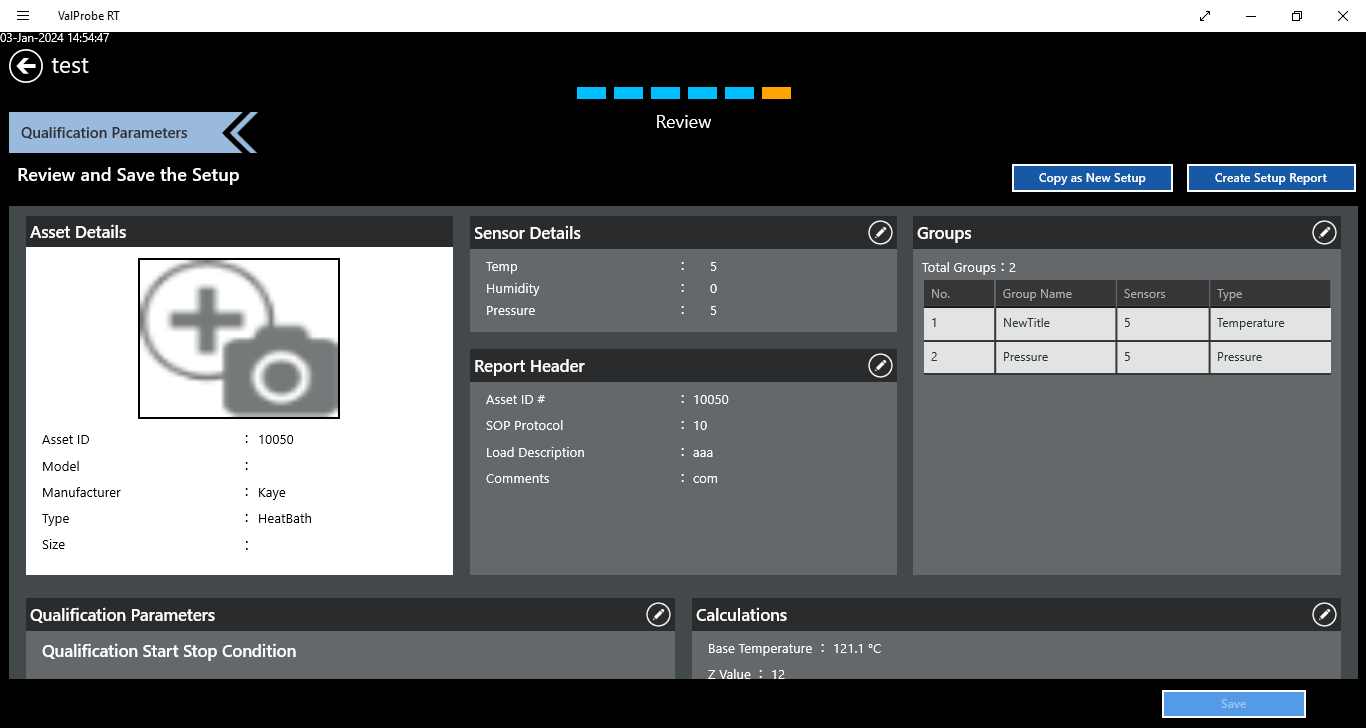 ValProbe RT
03-Jan-2024 14:54:47
test
Review
Qualification Parameters
Review and Save the Setup
Copy as New Setup
Create Setup Report
Asset Details
Asset ID : 10050
Model :
Manufacturer : Kaye
Type : HeatBath
Size :
Sensor Details
Temp : 5
Humidity : 0
Pressure : 5
Report Header
Asset ID # : 10050
SOP Protocol : 10
Load Description : aaa
Comments : com
Groups
Total Groups : 2
No. Group Name Sensors Type
1 NewTitle 5 Temperature
2 Pressure 5 Pressure
Qualification Parameters
Qualification Start Stop Condition
Calculations
Base Temperature : 121.1 °C
Z Value : 12
Save